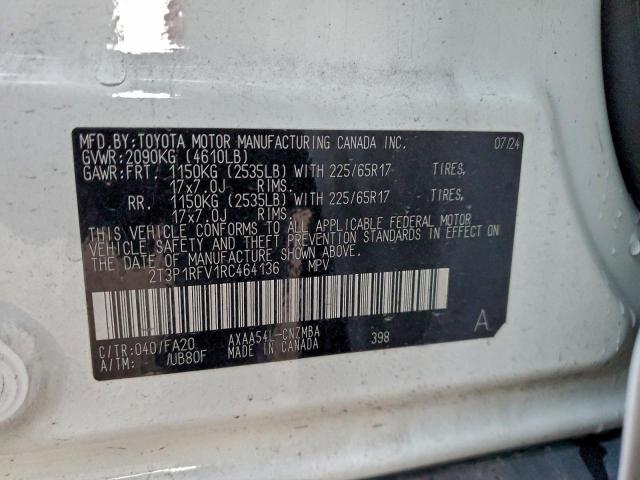 MFD.BY:TOYOTA MOTOR MANUFACTURING CANADA INC. 07/24
GVWR:2090KG (4610LB)
GAWR:FRT. 1150KG (2535LB) WITH 225/65R17 TIRES,
17x7.0J RIMS.
RR. 1150KG (2535LB) WITH 225/65R17 TIRES,
17x7.0J RIMS.
THIS VEHICLE CONFORMS TO ALL APPLICABLE FEDERAL MOTOR
VEHICLE SAFETY AND THEFT PREVENTION STANDARDS IN EFFECT ON
THE DATE OF MANUFACTURE SHOWN ABOVE.
2T3P1RFV1RC464136 MPV
C/TR:040/FA20 AXAA54L-CNZMBA 398 A
A/TM: /UB80F MADE IN CANADA